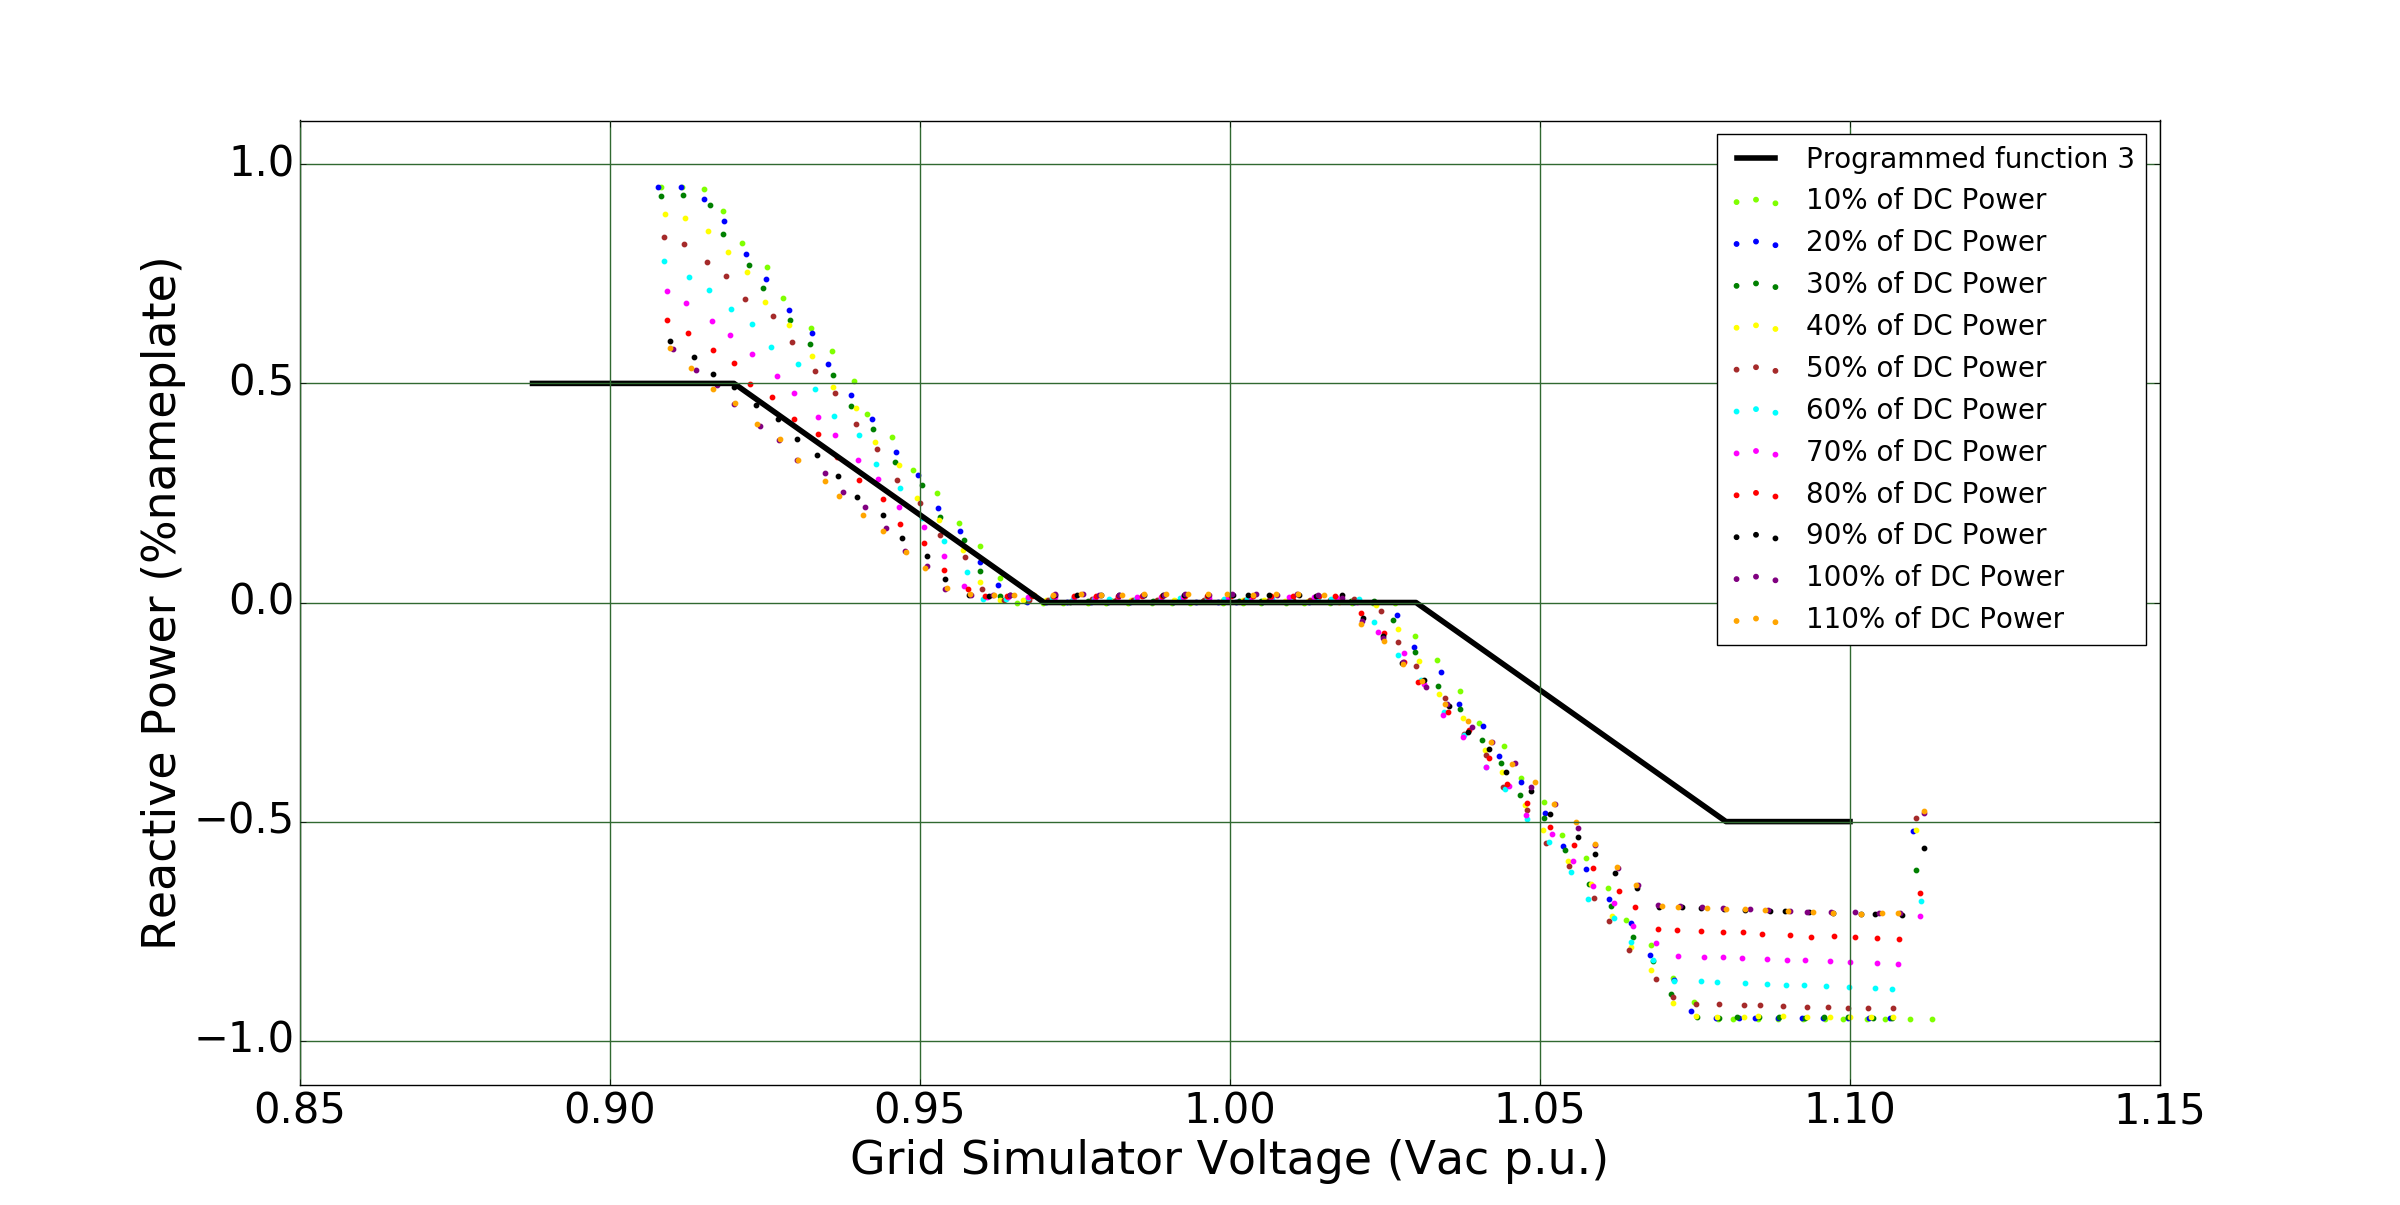 Reactive Power (%nameplate)
1.0
0.5
0.0
−0.5
−1.0
Programmed function 3
10% of DC Power
20% of DC Power
30% of DC Power
40% of DC Power
50% of DC Power
60% of DC Power
70% of DC Power
80% of DC Power
90% of DC Power
100% of DC Power
110% of DC Power
0.85 0.90 0.95 1.00 1.05 1.10 1.15
Grid Simulator Voltage (Vac p.u.)